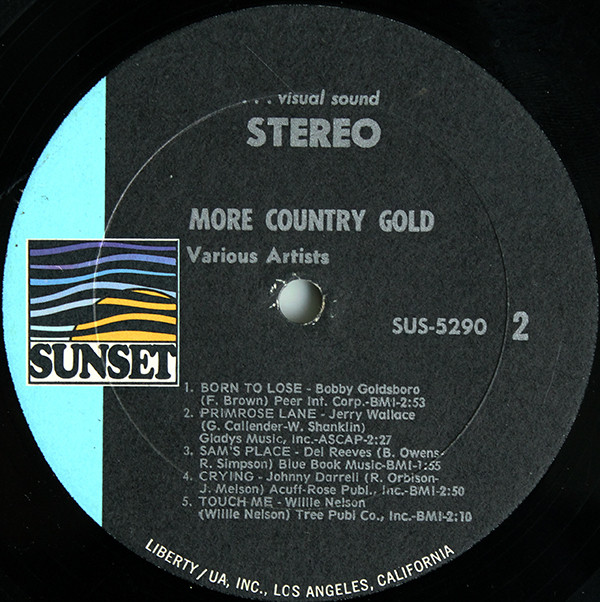 . . . visual sound
STEREO
MORE COUNTRY GOLD
Various Artists
SUS-5290 2
SUNSET
1. BORN TO LOSE - Bobby Goldsboro
(F. Brown) Peer Int. Corp.-BMI-2:53
2. PRIMROSE LANE - Jerry Wallace
(G. Callender-W. Shanklin)
Gladys Music, Inc.-ASCAP-2:27
3. SAM'S PLACE - Del Reeves (B. Owens-
R. Simpson) Blue Book Music-BMI-1:55
4. CRYING - Johnny Darrell (R. Orbison-
J. Melson) Acuff-Rose Publ., Inc.-BMI-2:50
5. TOUCH ME - Willie Nelson
(Willie Nelson) Tree Publ Co., Inc.-BMI-2:10
LIBERTY/UA, INC., LOS ANGELES, CALIFORNIA